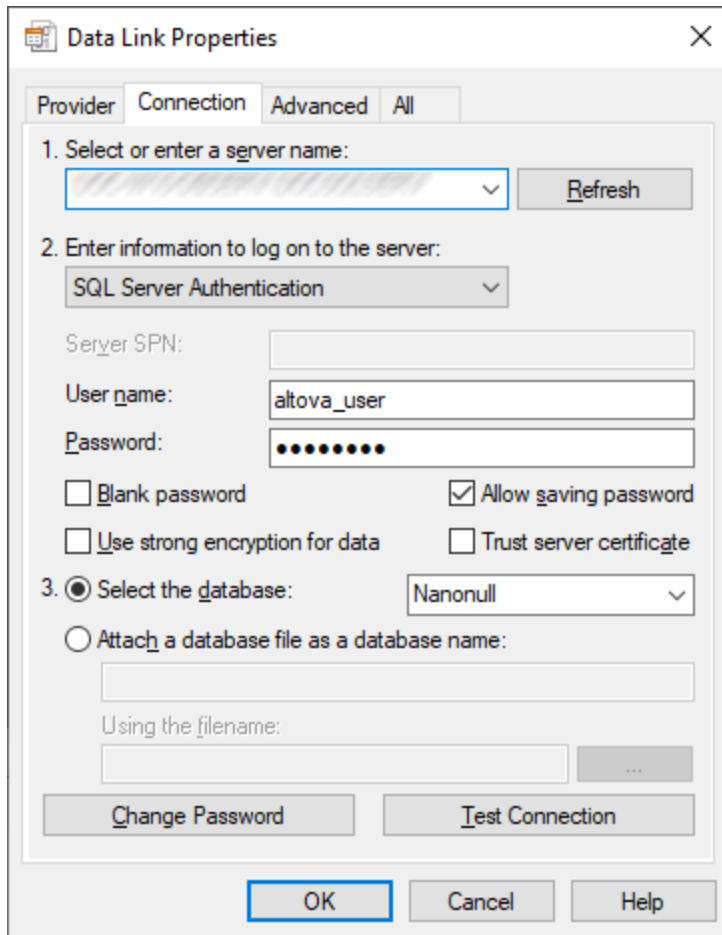 Data Link Properties
Provider Connection Advanced All
1. Select or enter a server name:
Refresh
2. Enter information to log on to the server:
SQL Server Authentication
Server SPN:
User name: altova_user
Password: ●●●●●●●●
Blank password Allow saving password
Use strong encryption for data Trust server certificate
3. Select the database: Nanonull
Attach a database file as a database name:
Using the filename:
...
Change Password Test Connection
OK Cancel Help